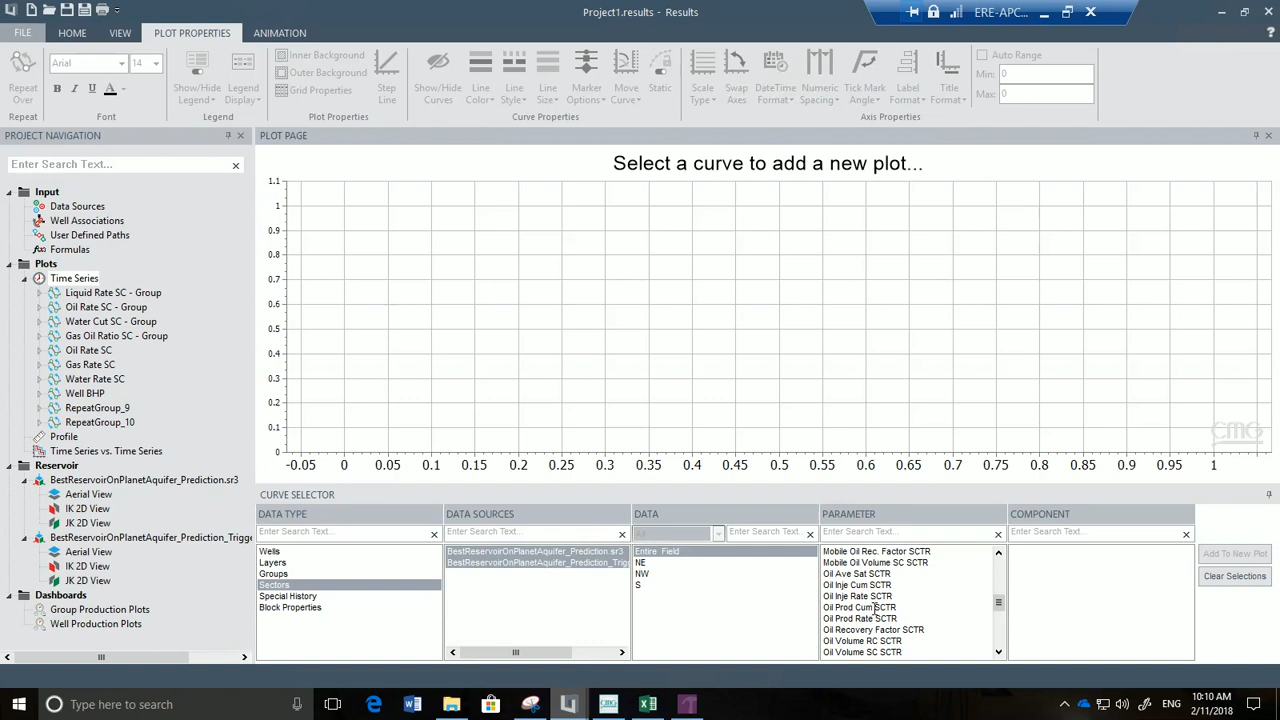 Project1.results - Results
ERE-APC...
FILE HOME VIEW PLOT PROPERTIES ANIMATION
Repeat Over
Repeat
Arial 14
B I U A
Font
Show/Hide Legend
Legend Display
Legend
Inner Background
Outer Background
Grid Properties
Step Line
Plot Properties
Show/Hide Curves
Line Color
Line Style
Line Size
Marker Options
Move Curve
Static
Curve Properties
Scale Type
Swap Axes
DateTime Format
Numeric Spacing
Tick Mark Angle
Label Format
Title Format
Auto Range
Min: 0
Max: 0
Axis Properties
PROJECT NAVIGATION
Enter Search Text...
Input
Data Sources
Well Associations
User Defined Paths
Formulas
Plots
Time Series
Liquid Rate SC - Group
Oil Rate SC - Group
Water Cut SC - Group
Gas Oil Ratio SC - Group
Oil Rate SC
Gas Rate SC
Water Rate SC
Well BHP
RepeatGroup_9
RepeatGroup_10
Profile
Time Series vs. Time Series
Reservoir
BestReservoirOnPlanetAquifer_Prediction.sr3
Aerial View
JK 2D View
JK 2D View
BestReservoirOnPlanetAquifer_Prediction_Trigge
Aerial View
JK 2D View
JK 2D View
Dashboards
Group Production Plots
Well Production Plots
PLOT PAGE
Select a curve to add a new plot...
1.1
1
0.9
0.8
0.7
0.6
0.5
0.4
0.3
0.2
0.1
0
-0.05 0 0.05 0.1 0.15 0.2 0.25 0.3 0.35 0.4 0.45 0.5 0.55 0.6 0.65 0.7 0.75 0.8 0.85 0.9 0.95 1
CMG
CURVE SELECTOR
DATA TYPE
Enter Search Text...
Wells
Layers
Groups
Sectors
Special History
Block Properties
DATA SOURCES
Enter Search Text...
BestReservoirOnPlanetAquifer_Prediction.sr3
BestReservoirOnPlanetAquifer_Prediction_Trigg
DATA
All
Enter Search Text...
Entire Field
NE
NW
S
PARAMETER
Enter Search Text...
Mobile Oil Rec. Factor SCTR
Mobile Oil Volume SC SCTR
Oil Ave Sat SCTR
Oil Inje Cum SCTR
Oil Inje Rate SCTR
Oil Prod Cum SCTR
Oil Prod Rate SCTR
Oil Recovery Factor SCTR
Oil Volume RC SCTR
Oil Volume SC SCTR
COMPONENT
Enter Search Text...
Add To New Plot
Clear Selections
Type here to search
ENG
10:10 AM
2/11/2018